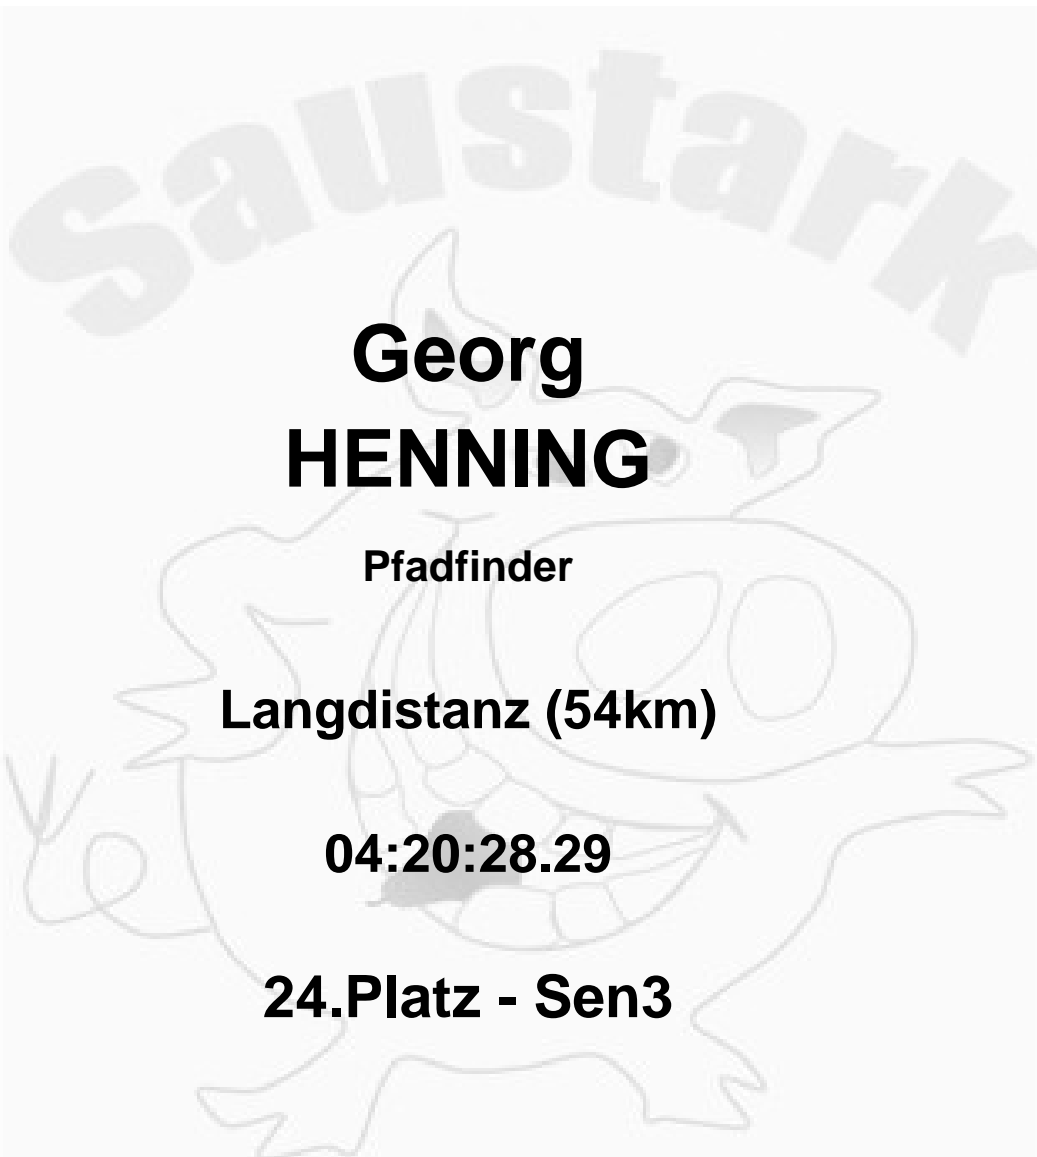 Saustark
Georg
HENNING
Pfadfinder
Langdistanz (54km)
04:20:28.29
24.Platz - Sen3